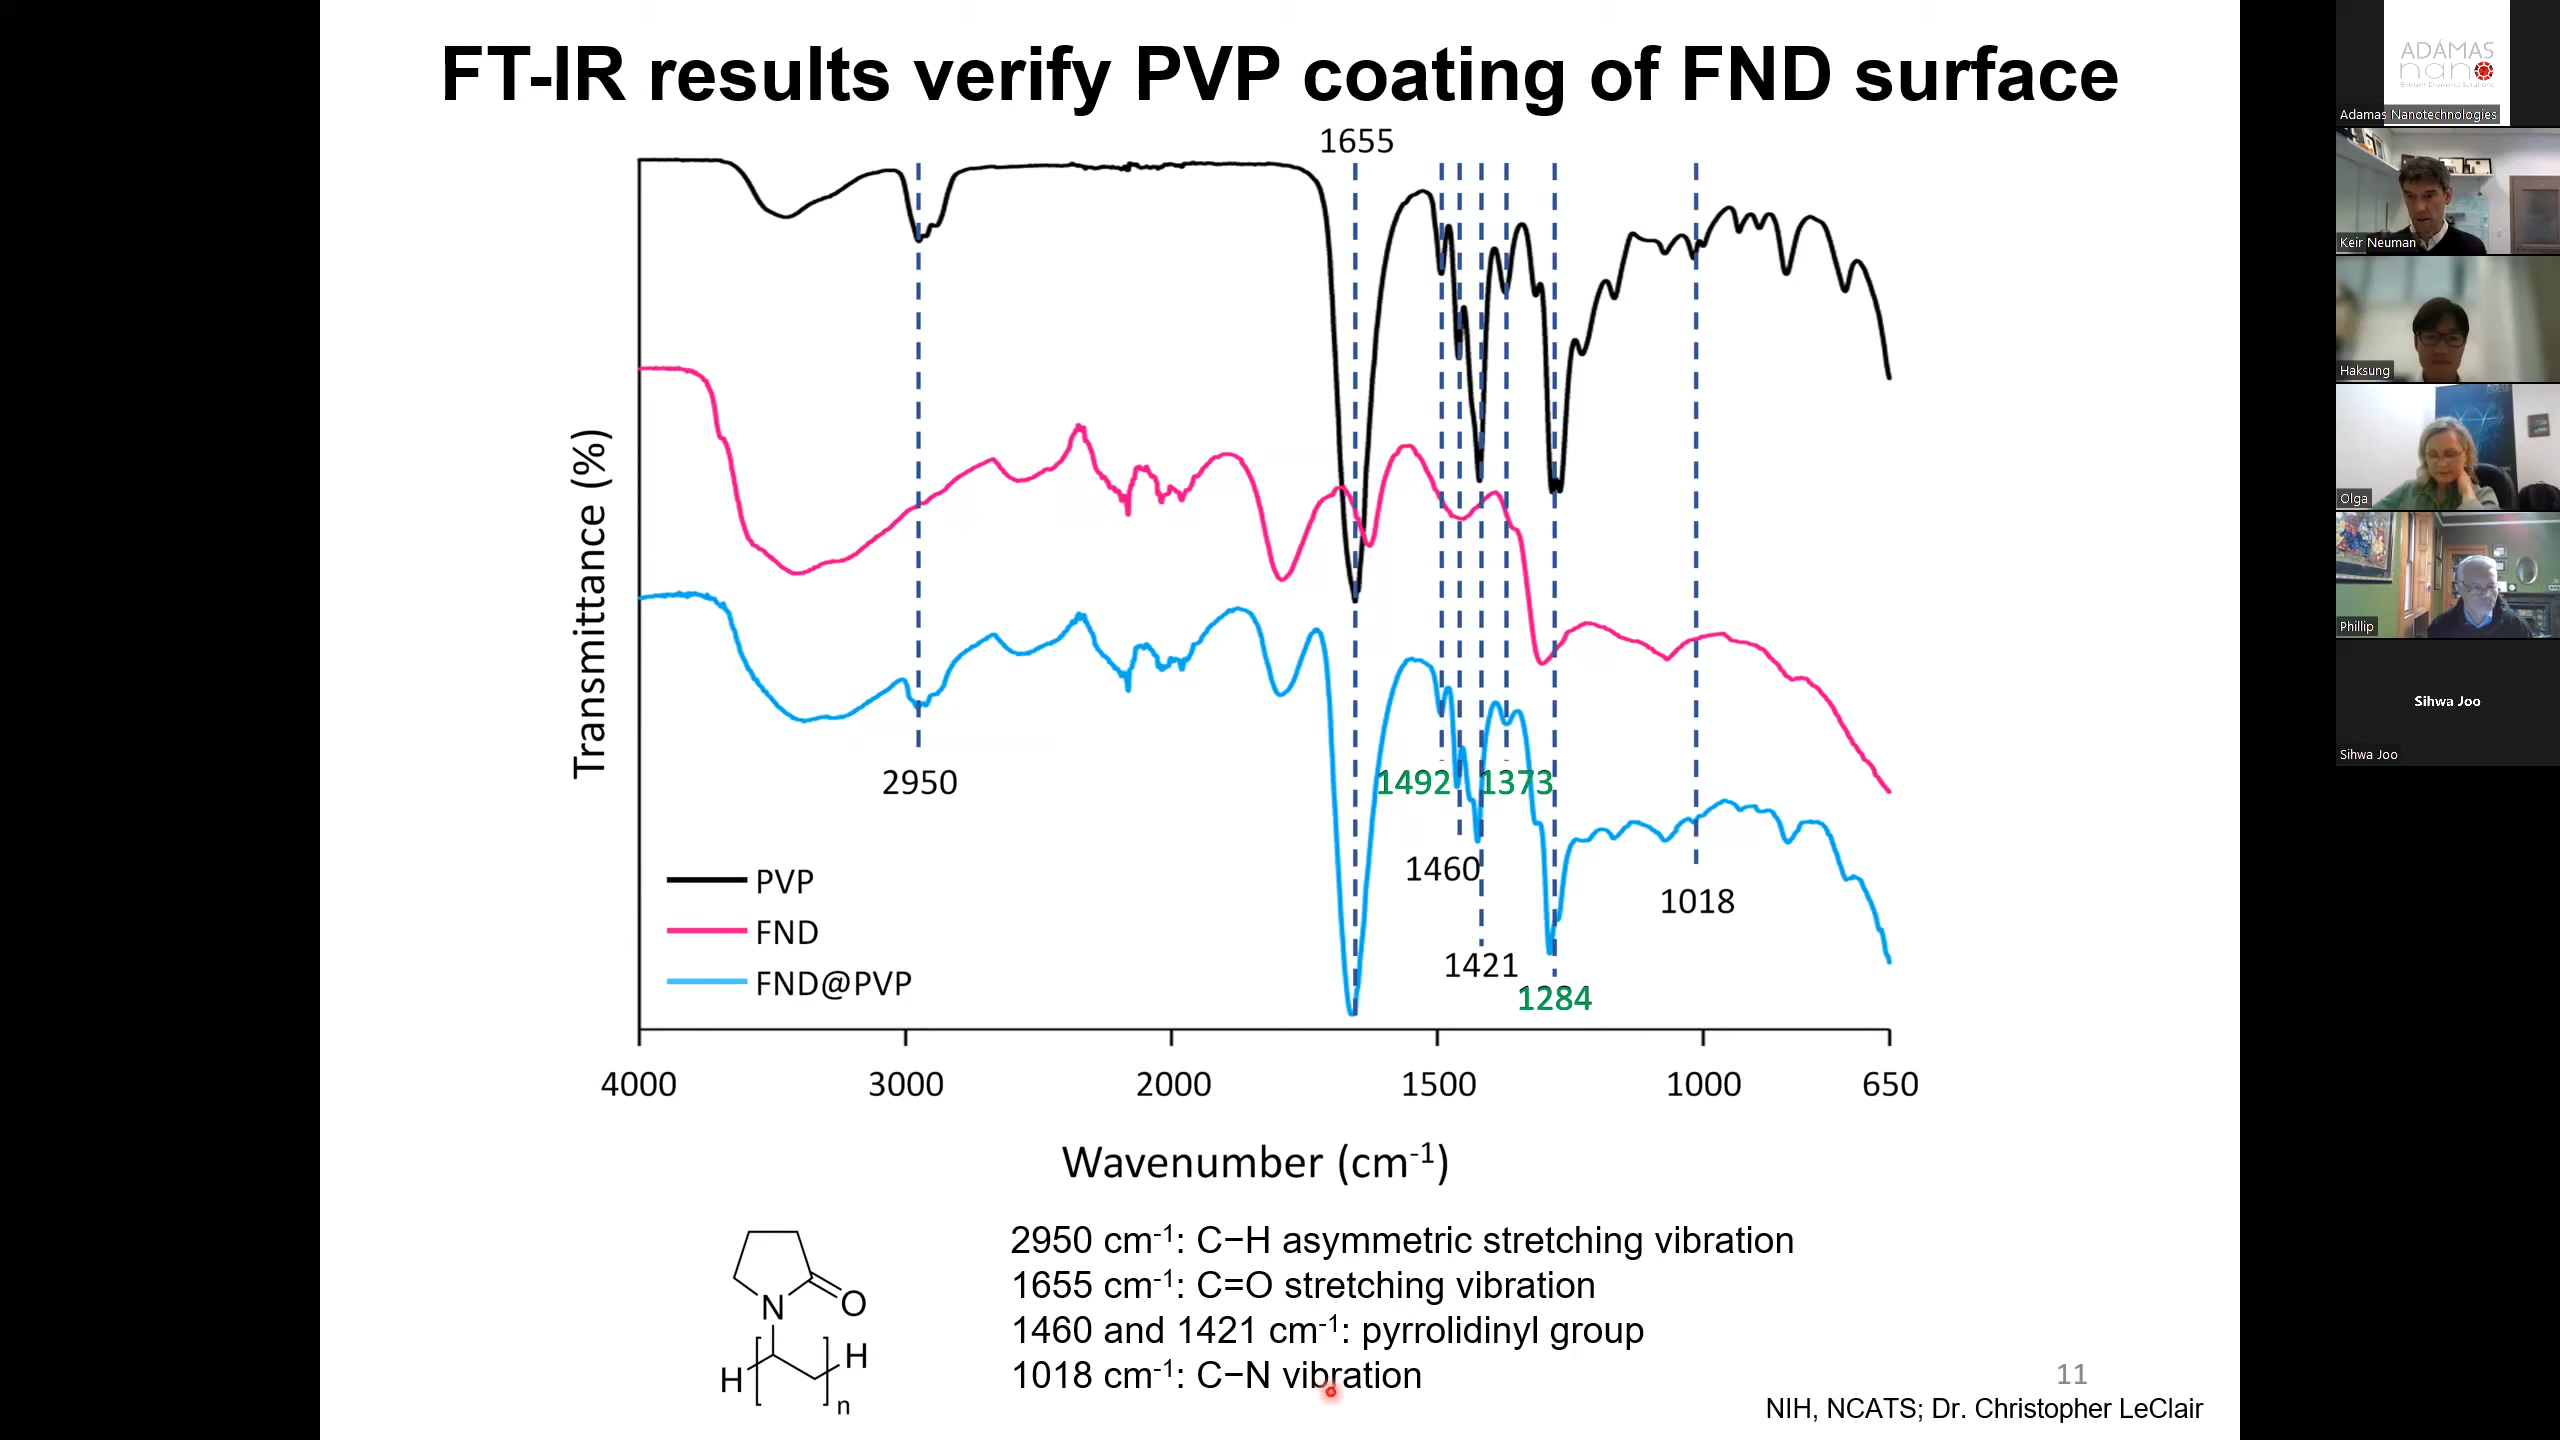 FT-IR results verify PVP coating of FND surface
1655
Transmittance (%)
2950
1492
1373
1460
1018
1421
1284
PVP
FND
FND@PVP
4000
3000
2000
1500
1000
650
Wavenumber (cm-1)
N
O
H
H
n
2950 cm-1: C−H asymmetric stretching vibration
1655 cm-1: C=O stretching vibration
1460 and 1421 cm-1: pyrrolidinyl group
1018 cm-1: C−N vibration
11
NIH, NCATS; Dr. Christopher LeClair
ADÁMAS
nano
Adamas Nanotechnologies
Keir Neuman
Haksung
Olga
Phillip
Sihwa Joo
Sihwa Joo